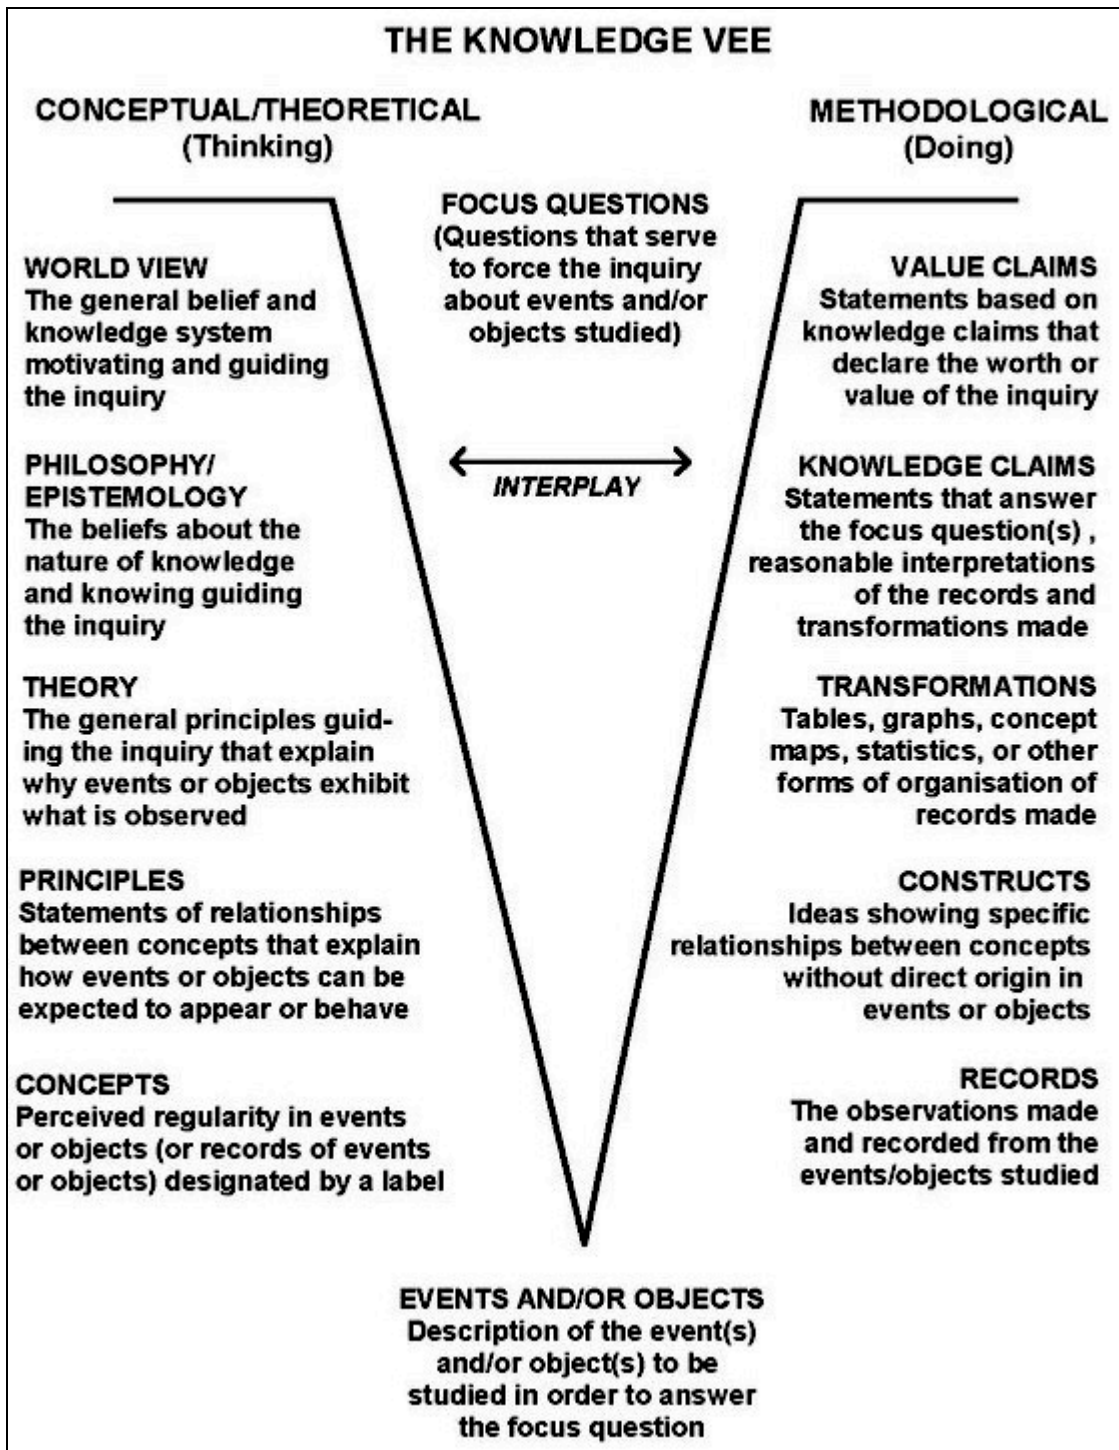 THE KNOWLEDGE VEE
CONCEPTUAL/THEORETICAL
(Thinking)
METHODOLOGICAL
(Doing)
FOCUS QUESTIONS
(Questions that serve
to force the inquiry
about events and/or
objects studied)
INTERPLAY
WORLD VIEW
The general belief and
knowledge system
motivating and guiding
the inquiry
PHILOSOPHY/
EPISTEMOLOGY
The beliefs about the
nature of knowledge
and knowing guiding
the inquiry
THEORY
The general principles guid-
ing the inquiry that explain
why events or objects exhibit
what is observed
PRINCIPLES
Statements of relationships
between concepts that explain
how events or objects can be
expected to appear or behave
CONCEPTS
Perceived regularity in events
or objects (or records of events
or objects) designated by a label
VALUE CLAIMS
Statements based on
knowledge claims that
declare the worth or
value of the inquiry
KNOWLEDGE CLAIMS
Statements that answer
the focus question(s) ,
reasonable interpretations
of the records and
transformations made
TRANSFORMATIONS
Tables, graphs, concept
maps, statistics, or other
forms of organisation of
records made
CONSTRUCTS
Ideas showing specific
relationships between concepts
without direct origin in
events or objects
RECORDS
The observations made
and recorded from the
events/objects studied
EVENTS AND/OR OBJECTS
Description of the event(s)
and/or object(s) to be
studied in order to answer
the focus question